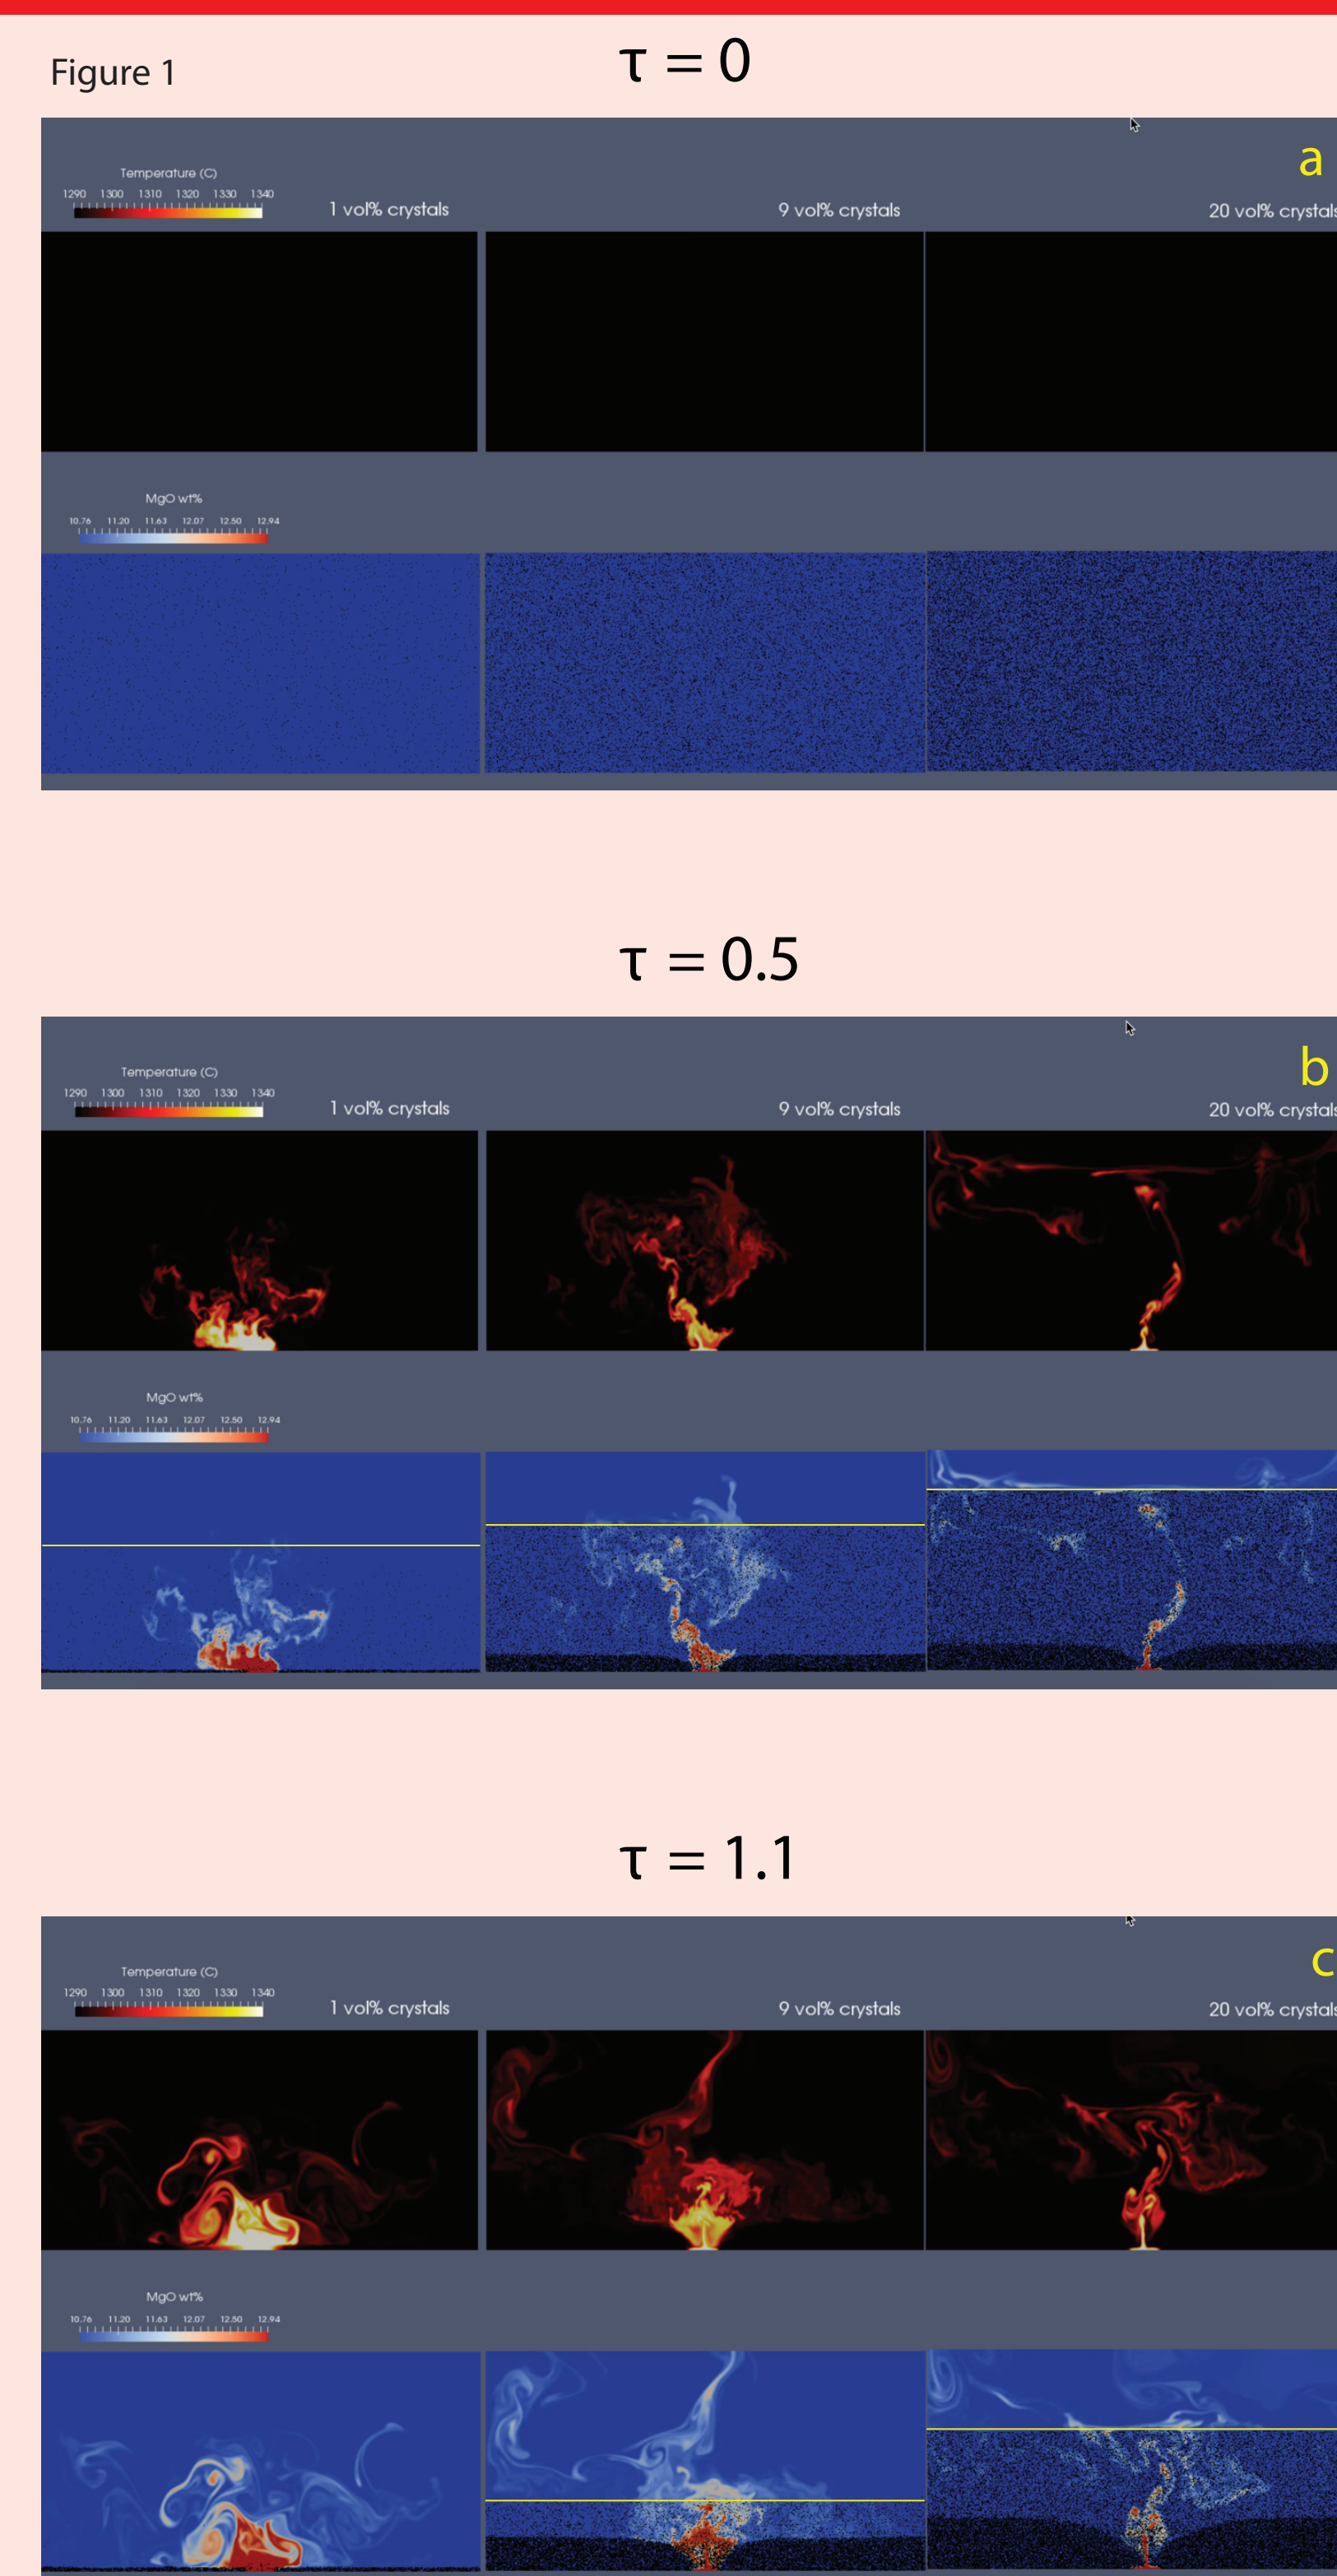 Figure 1
τ = 0
a
Temperature (C)
1290 1300 1310 1320 1330 1340
1 vol% crystals
9 vol% crystals
20 vol% crystals
MgO wt%
10.76 11.20 11.63 12.07 12.50 12.94
τ = 0.5
b
Temperature (C)
1290 1300 1310 1320 1330 1340
1 vol% crystals
9 vol% crystals
20 vol% crystals
MgO wt%
10.76 11.20 11.63 12.07 12.50 12.94
τ = 1.1
c
Temperature (C)
1290 1300 1310 1320 1330 1340
1 vol% crystals
9 vol% crystals
20 vol% crystals
MgO wt%
10.76 11.20 11.63 12.07 12.50 12.94